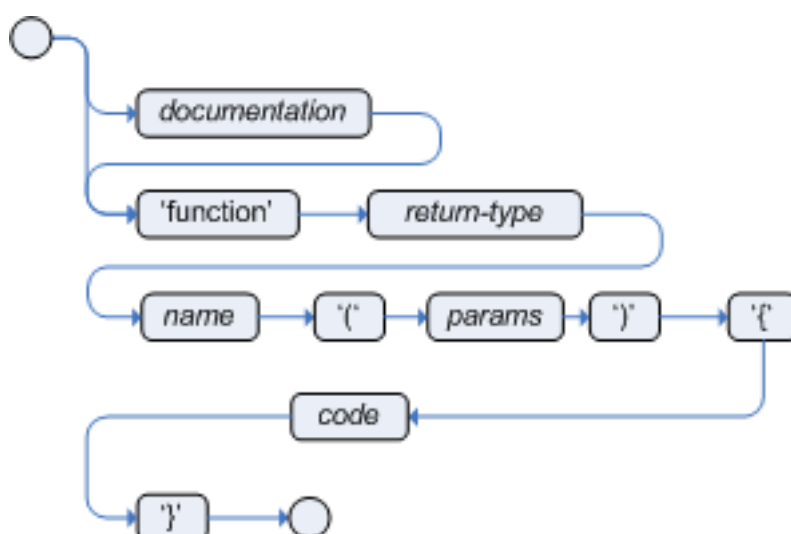 documentation
'function' return-type
name '(' params ')' '{'
code
'}'